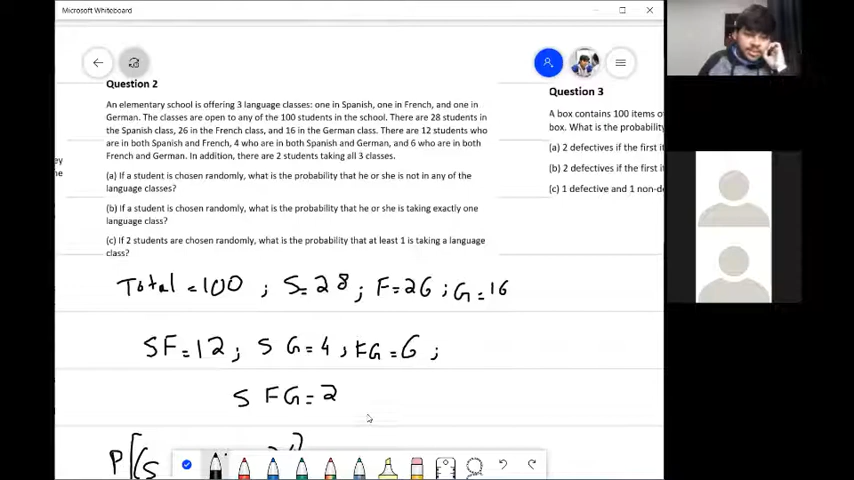 Microsoft Whiteboard
Question 2
An elementary school is offering 3 language classes: one in Spanish, one in French, and one in
German. The classes are open to any of the 100 students in the school. There are 28 students in
the Spanish class, 26 in the French class, and 16 in the German class. There are 12 students who
are in both Spanish and French, 4 who are in both Spanish and German, and 6 who are in both
French and German. In addition, there are 2 students taking all 3 classes.
(a) If a student is chosen randomly, what is the probability that he or she is not in any of the
language classes?
(b) If a student is chosen randomly, what is the probability that he or she is taking exactly one
language class?
(c) If 2 students are chosen randomly, what is the probability that at least 1 is taking a language
class?
Total = 100 ; S = 28 ; F = 26 ; G = 16
SF = 12 ; SG = 4 ; FG = 6 ;
SFG = 2
P[(S
Question 3
A box contains 100 items o
box. What is the probability
(a) 2 defectives if the first it
(b) 2 defectives if the first it
(c) 1 defective and 1 non-de